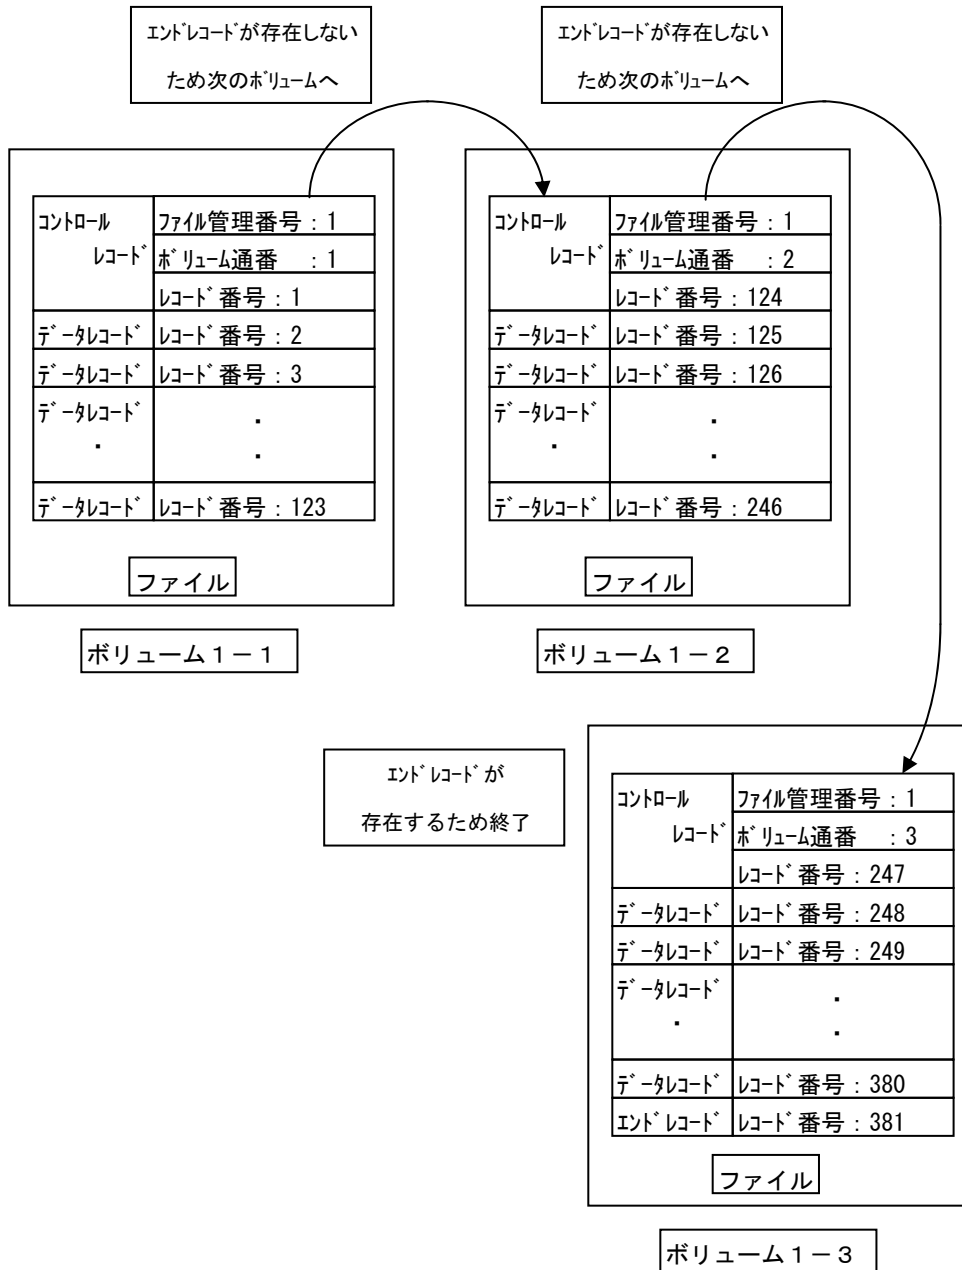 ｴﾝﾄﾞﾚｺｰﾄﾞが存在しない
ため次のﾎﾞﾘｭｰﾑへ
ｴﾝﾄﾞﾚｺｰﾄﾞが存在しない
ため次のﾎﾞﾘｭｰﾑへ
ｺﾝﾄﾛｰﾙ ﾌｧｲﾙ管理番号：1
ﾚｺｰﾄﾞ ﾎﾞﾘｭｰﾑ通番　：1
ﾚｺｰﾄﾞ番号：1
ﾃﾞｰﾀﾚｺｰﾄﾞ ﾚｺｰﾄﾞ番号：2
ﾃﾞｰﾀﾚｺｰﾄﾞ ﾚｺｰﾄﾞ番号：3
ﾃﾞｰﾀﾚｺｰﾄﾞ ・
・ ・
ﾃﾞｰﾀﾚｺｰﾄﾞ ﾚｺｰﾄﾞ番号：123
ファイル
ボリューム１－１
ｺﾝﾄﾛｰﾙ ﾌｧｲﾙ管理番号：1
ﾚｺｰﾄﾞ ﾎﾞﾘｭｰﾑ通番　：2
ﾚｺｰﾄﾞ番号：124
ﾃﾞｰﾀﾚｺｰﾄﾞ ﾚｺｰﾄﾞ番号：125
ﾃﾞｰﾀﾚｺｰﾄﾞ ﾚｺｰﾄﾞ番号：126
ﾃﾞｰﾀﾚｺｰﾄﾞ ・
・ ・
ﾃﾞｰﾀﾚｺｰﾄﾞ ﾚｺｰﾄﾞ番号：246
ファイル
ボリューム１－２
ｴﾝﾄﾞﾚｺｰﾄﾞが
存在するため終了
ｺﾝﾄﾛｰﾙ ﾌｧｲﾙ管理番号：1
ﾚｺｰﾄﾞ ﾎﾞﾘｭｰﾑ通番　：3
ﾚｺｰﾄﾞ番号：247
ﾃﾞｰﾀﾚｺｰﾄﾞ ﾚｺｰﾄﾞ番号：248
ﾃﾞｰﾀﾚｺｰﾄﾞ ﾚｺｰﾄﾞ番号：249
ﾃﾞｰﾀﾚｺｰﾄﾞ ・
・ ・
ﾃﾞｰﾀﾚｺｰﾄﾞ ﾚｺｰﾄﾞ番号：380
ｴﾝﾄﾞﾚｺｰﾄﾞ ﾚｺｰﾄﾞ番号：381
ファイル
ボリューム１－３